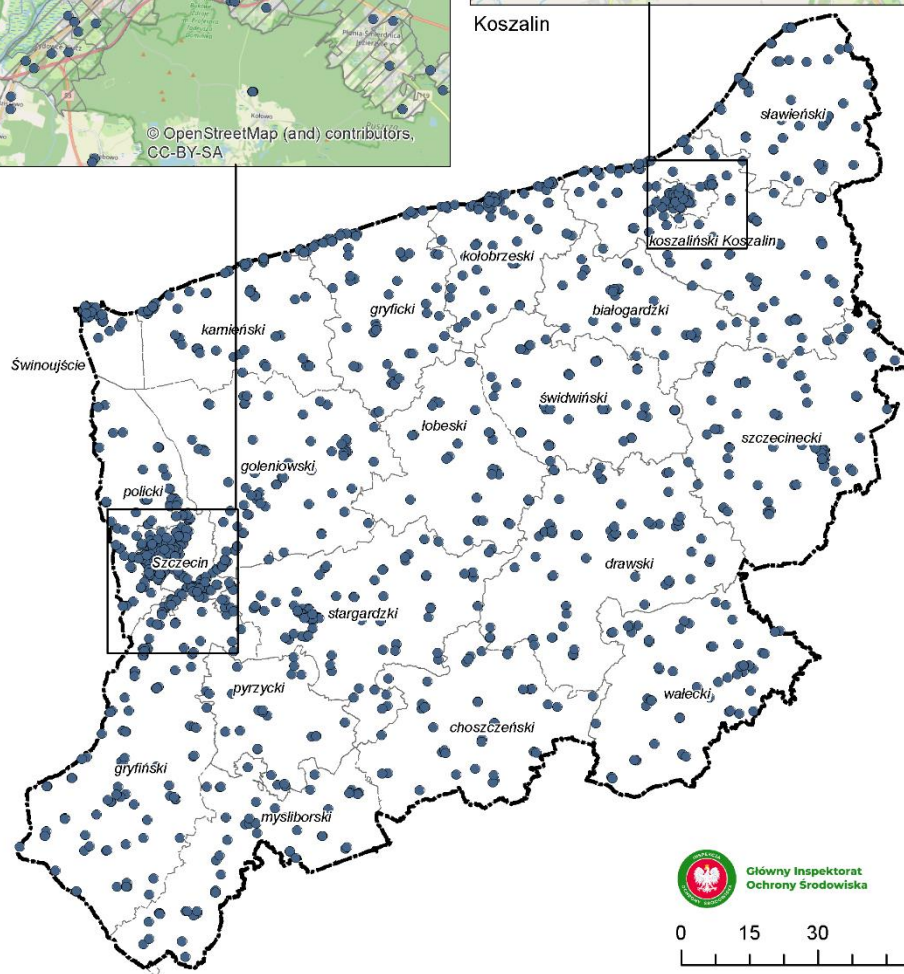 © OpenStreetMap (and) contributors,
CC-BY-SA
Koszalin
sławieński
koszaliński Koszalin
kołobrzeski
białogardzki
gryficki
kamieński
Świnoujście
świdwiński
łobeski
szczecinecki
goleniowski
policki
Szczecin
drawski
stargardzki
pyrzycki
wałecki
choszczeński
gryfiński
mysliborski
Główny Inspektorat
Ochrony Środowiska
0 15 30